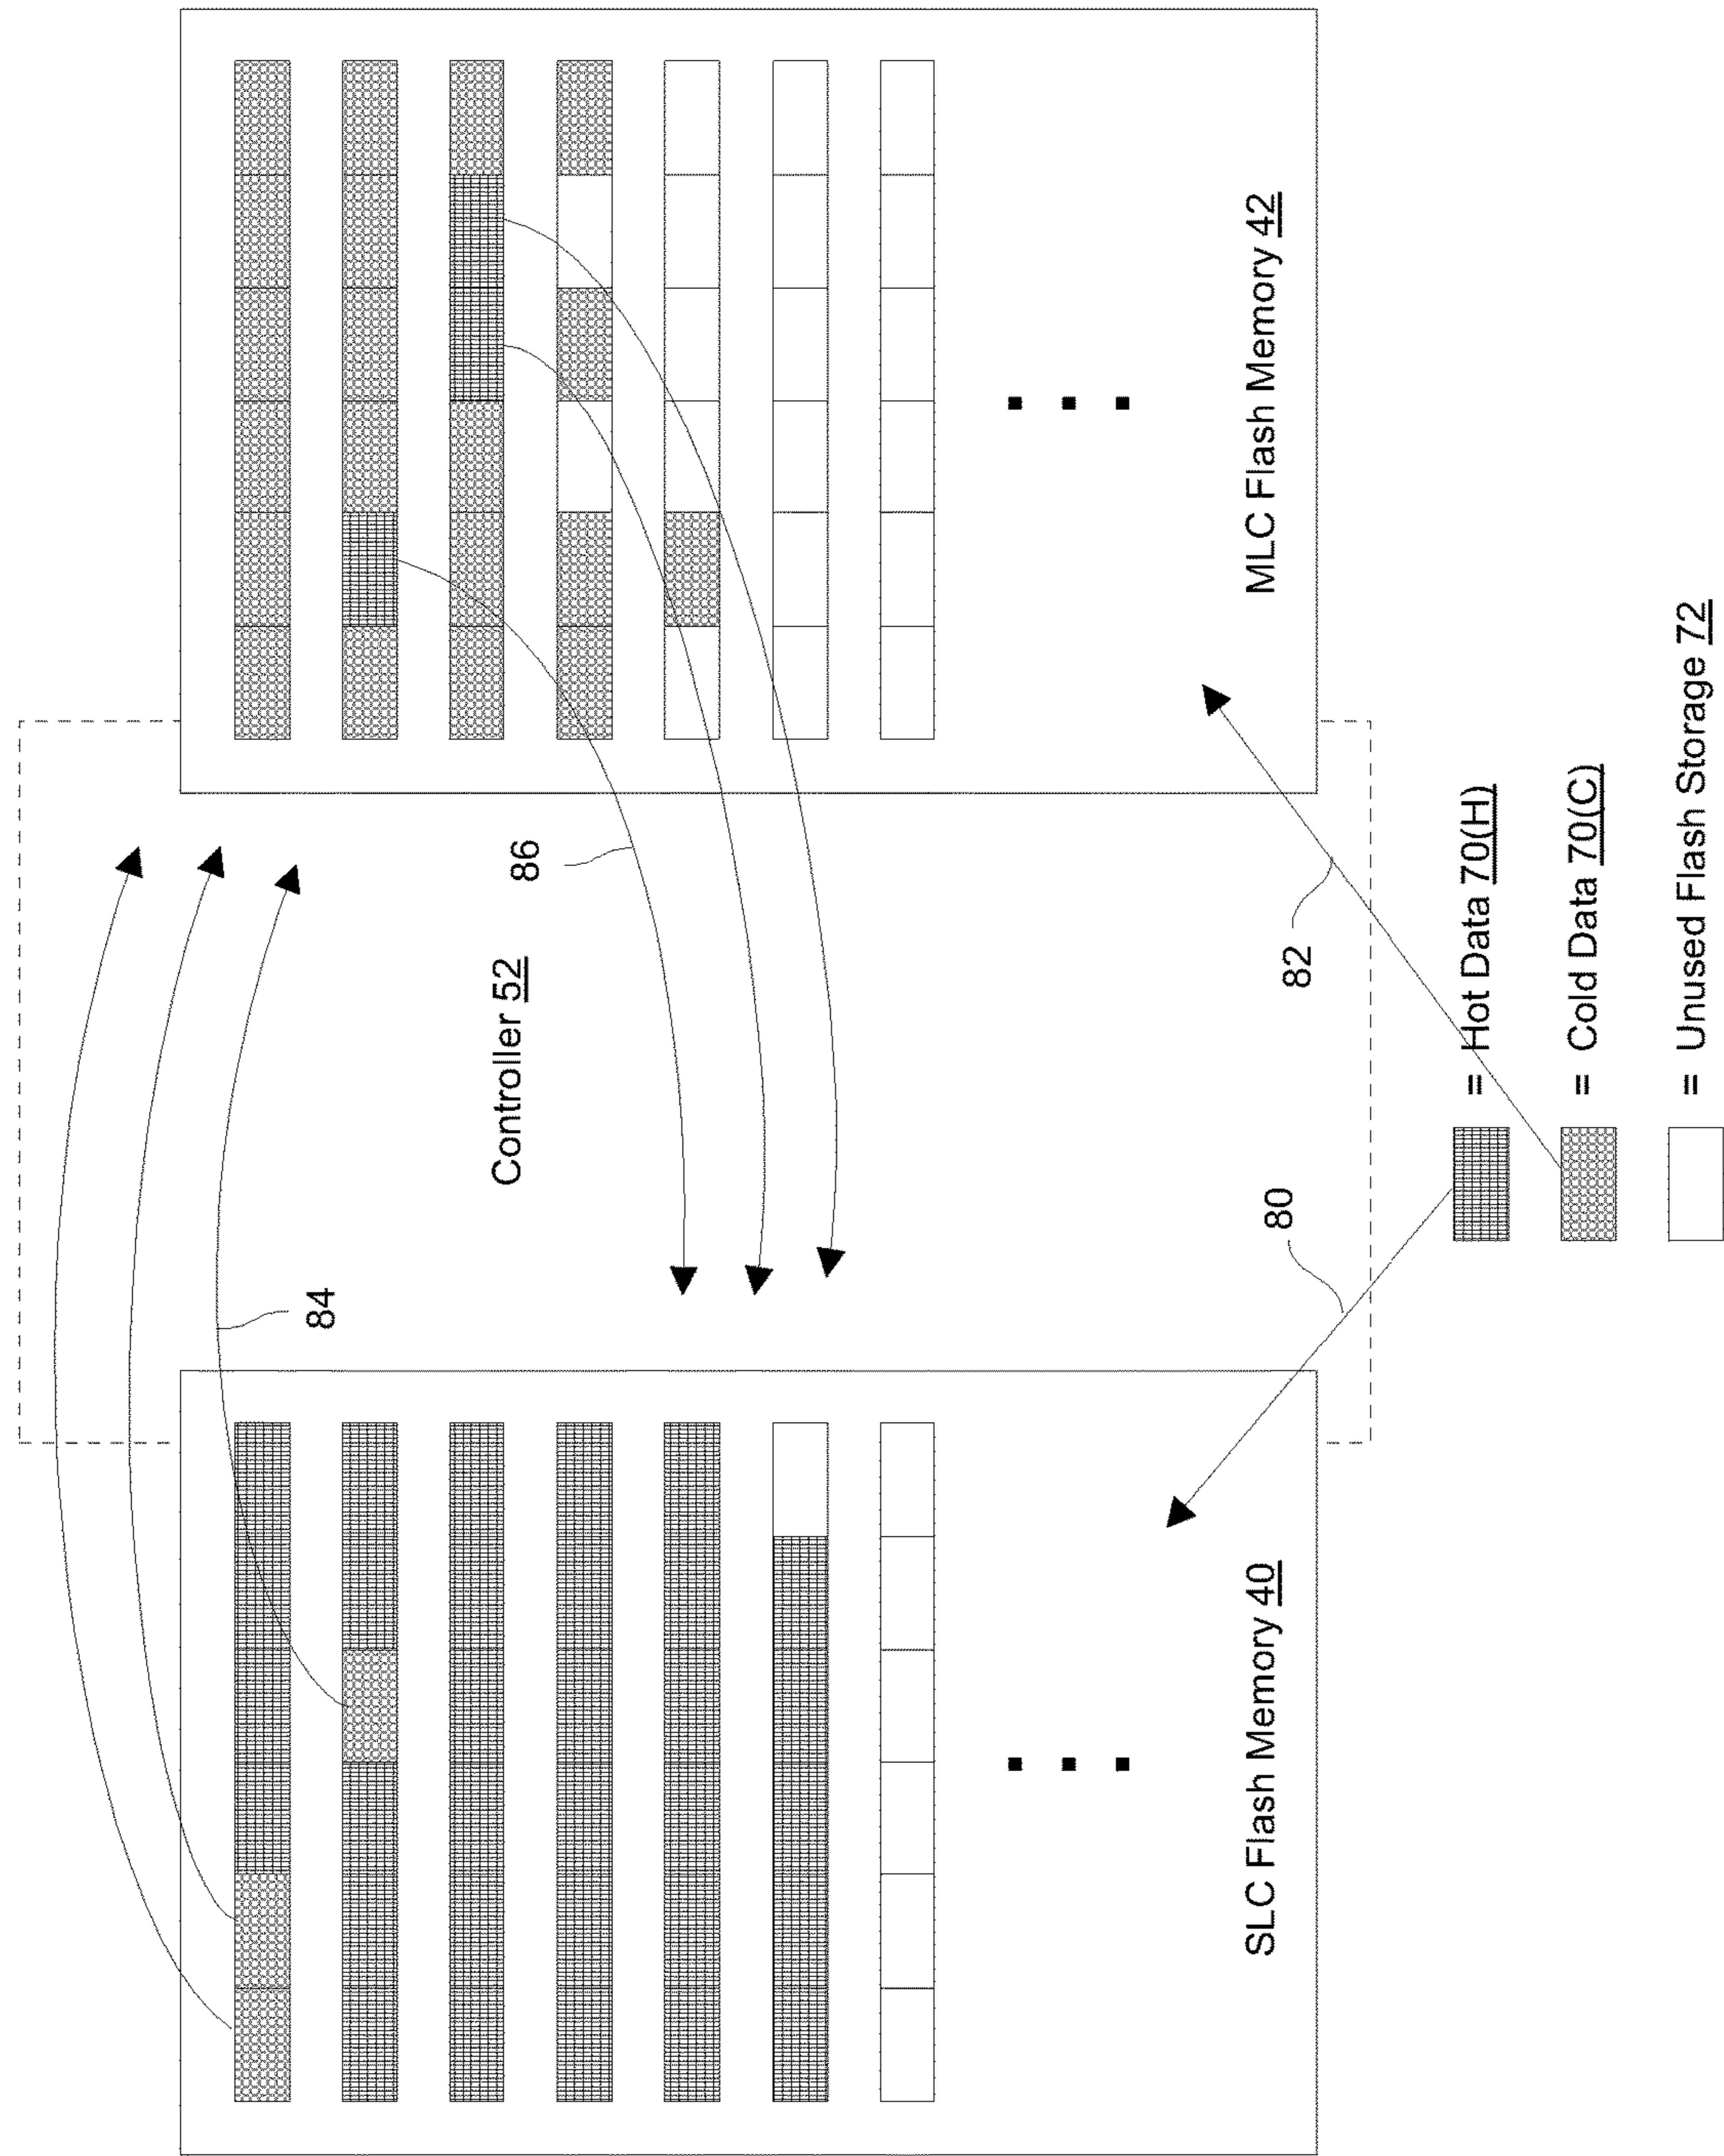 84
Controller 52
86
SLC Flash Memory 40
MLC Flash Memory 42
80
82
= Hot Data 70(H)
= Cold Data 70(C)
= Unused Flash Storage 72